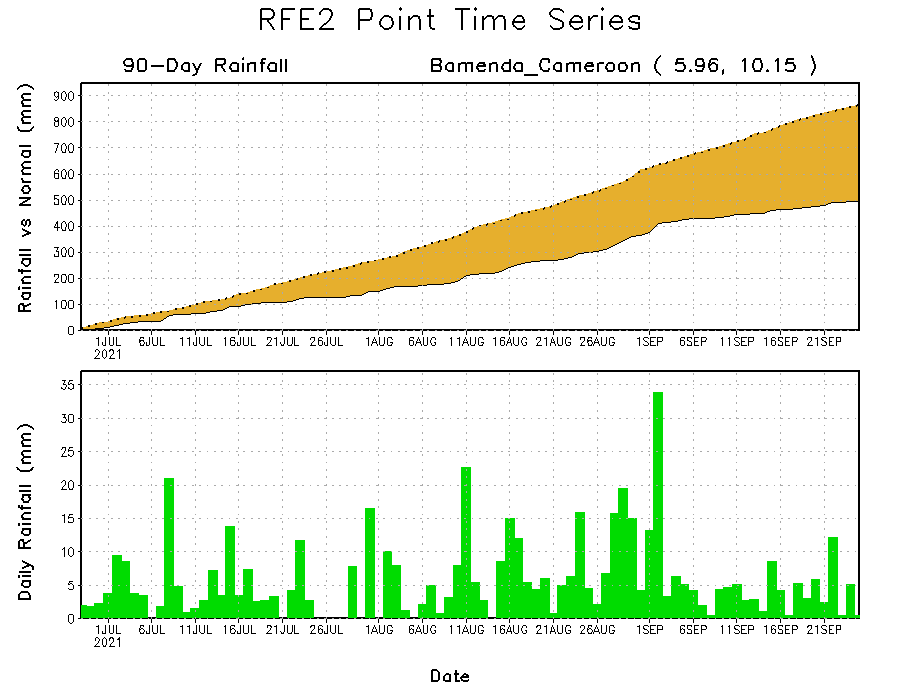 RFE2 Point Time Series
90-Day Rainfall Bamenda_Cameroon ( 5.96, 10.15 )
Rainfall vs Normal (mm)
900
800
700
600
500
400
300
200
100
0
1JUL 6JUL 11JUL 16JUL 21JUL 26JUL 1AUG 6AUG 11AUG 16AUG 21AUG 26AUG 1SEP 6SEP 11SEP 16SEP 21SEP
2021
Daily Rainfall (mm)
35
30
25
20
15
10
5
0
1JUL 6JUL 11JUL 16JUL 21JUL 26JUL 1AUG 6AUG 11AUG 16AUG 21AUG 26AUG 1SEP 6SEP 11SEP 16SEP 21SEP
2021
Date